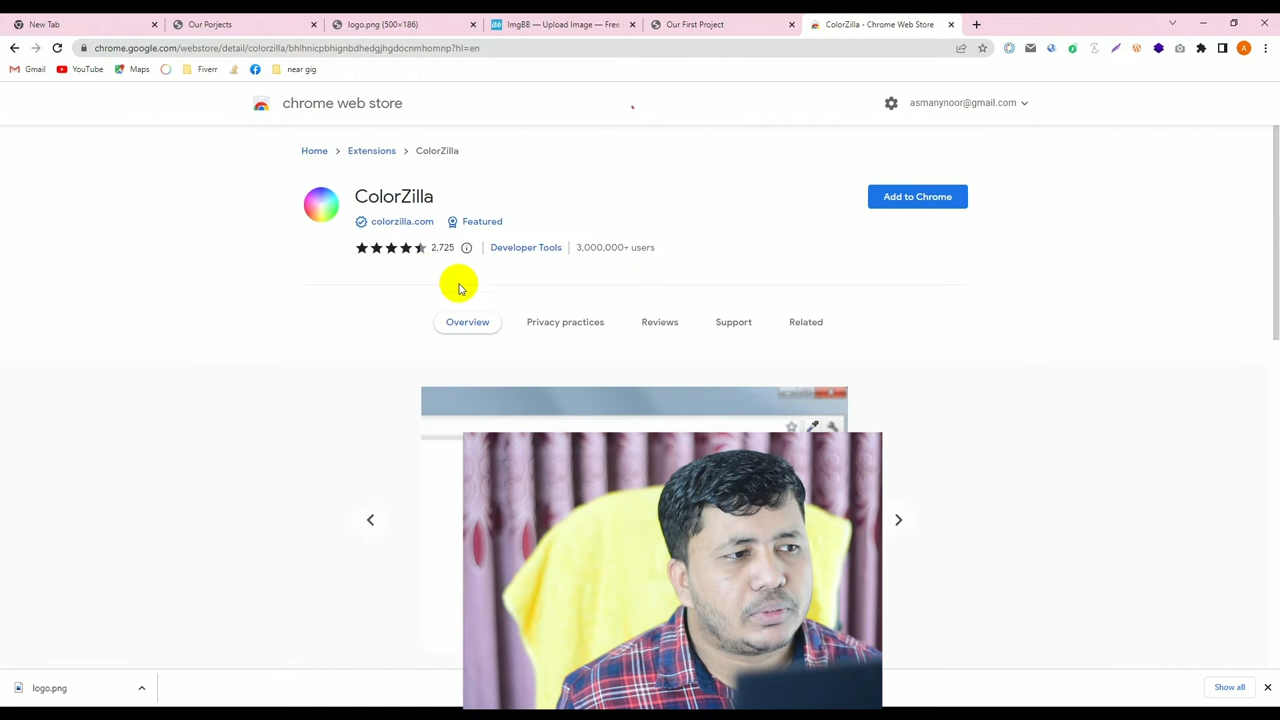 New Tab
Our Porjects
logo.png (500×186)
ImgBB — Upload Image — Free
Our First Project
ColorZilla - Chrome Web Store
chrome.google.com/webstore/detail/colorzilla/bhlhnicpbhignbdhedgjhgdocnmhomnp?hl=en
A
Gmail
YouTube
Maps
Fiverr
near gig
chrome web store
asmanynoor@gmail.com
Home
Extensions
ColorZilla
ColorZilla
Add to Chrome
colorzilla.com
Featured
2,725
Developer Tools
3,000,000+ users
Overview
Privacy practices
Reviews
Support
Related
logo.png
Show all